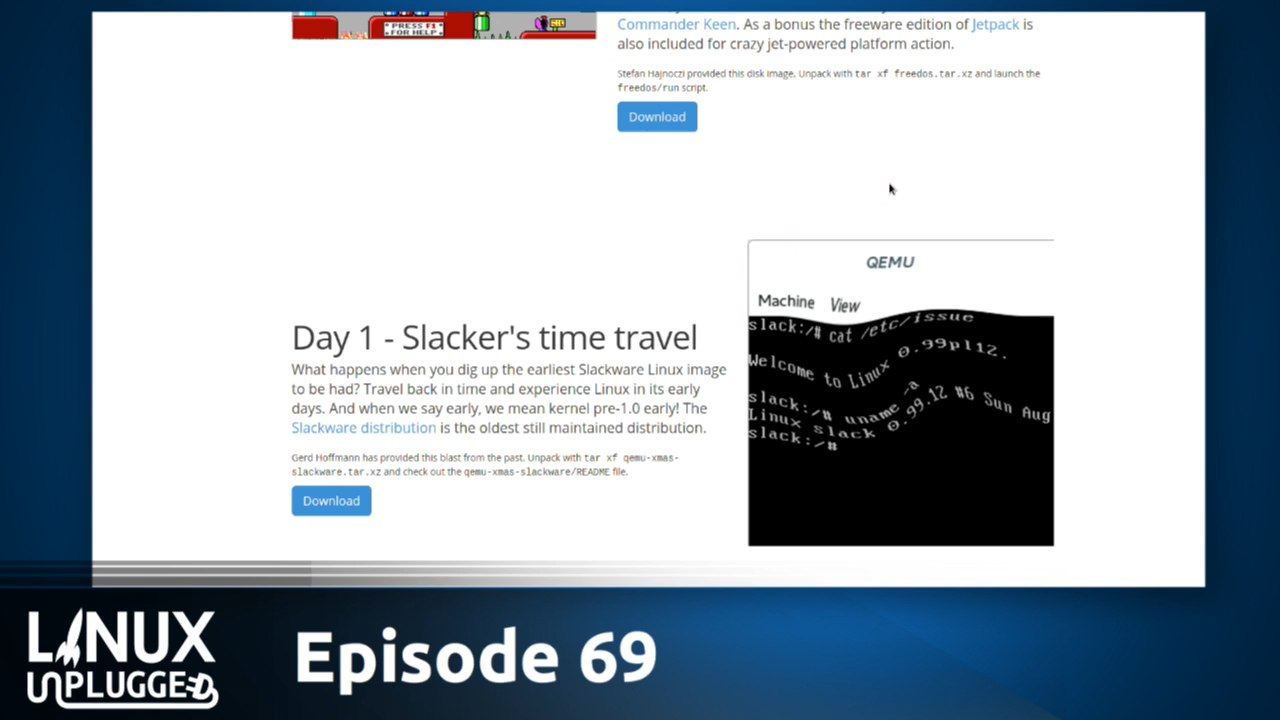 * PRESS F1 *
FOR HELP
Commander Keen. As a bonus the freeware edition of Jetpack is
also included for crazy jet-powered platform action.
Stefan Hajnoczi provided this disk image. Unpack with tar xf freedos.tar.xz and launch the
freedos/run script.
Download
Day 1 - Slacker's time travel
What happens when you dig up the earliest Slackware Linux image
to be had? Travel back in time and experience Linux in its early
days. And when we say early, we mean kernel pre-1.0 early! The
Slackware distribution is the oldest still maintained distribution.
Gerd Hoffmann has provided this blast from the past. Unpack with tar xf qemu-xmas-
slackware.tar.xz and check out the qemu-xmas-slackware/README file.
Download
QEMU
Machine View
slack:/# cat /etc/issue
Welcome to Linux 0.99pl12.
slack:/# uname -a
Linux slack 0.99.12 #6 Sun Aug
slack:/#
LINUX
UNPLUGGED
Episode 69